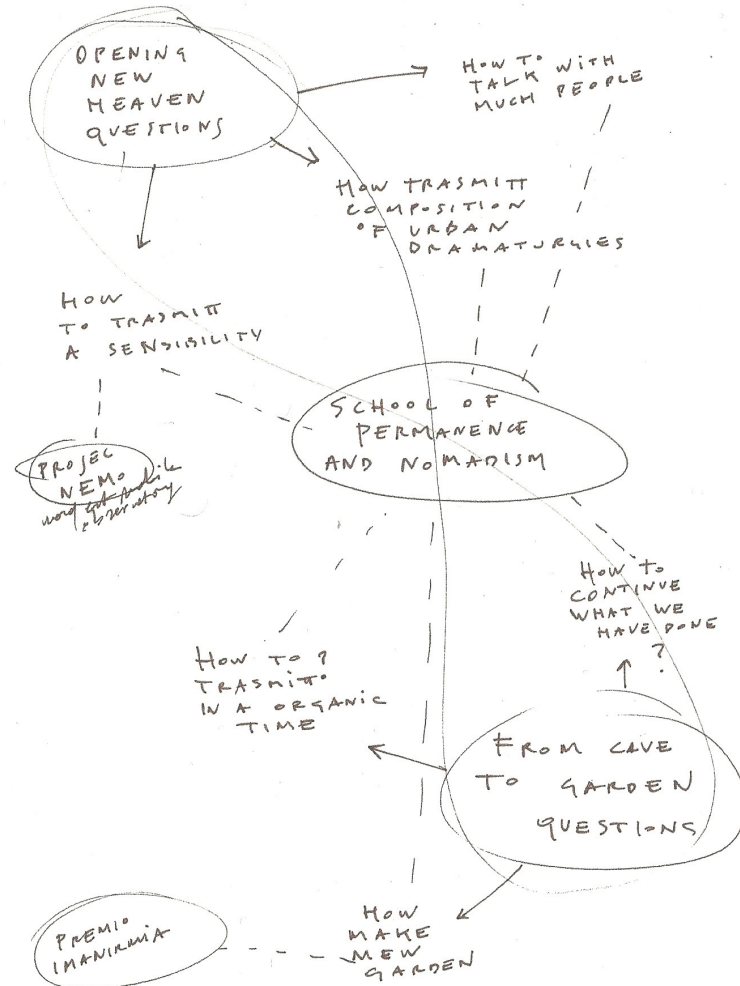 OPENING
NEW
HEAVEN
QUESTIONS
HOW TO
TALK WITH
MUCH PEOPLE
HOW TRASMITT
COMPOSITION
OF URBAN
DRAMATURGIES
HOW
TO TRASMITT
A SENSIBILITY
SCHOOL OF
PERMANENCE
AND NOMADISM
PROJEC
NEMO
observatory
HOW TO
CONTINUE
WHAT WE
HAVE DONE
?
HOW TO ?
TRASMITT
IN A ORGANIC
TIME
FROM CAVE
TO GARDEN
QUESTIONS
HOW
MAKE
MEW
GARDEN
PREMIO